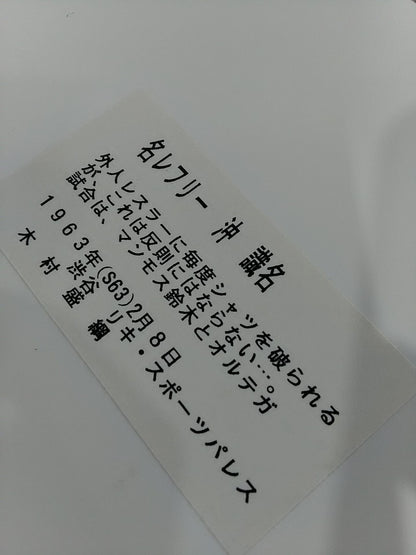 名レフリー 沖 識名
外人レスラーに毎度シャツを破られる
が、これは反則にはならない…。
試合は、マンモス鈴木とオルテガ
1963年(S63)2月8日
渋谷 リキ・スポーツパレス
木村盛綱